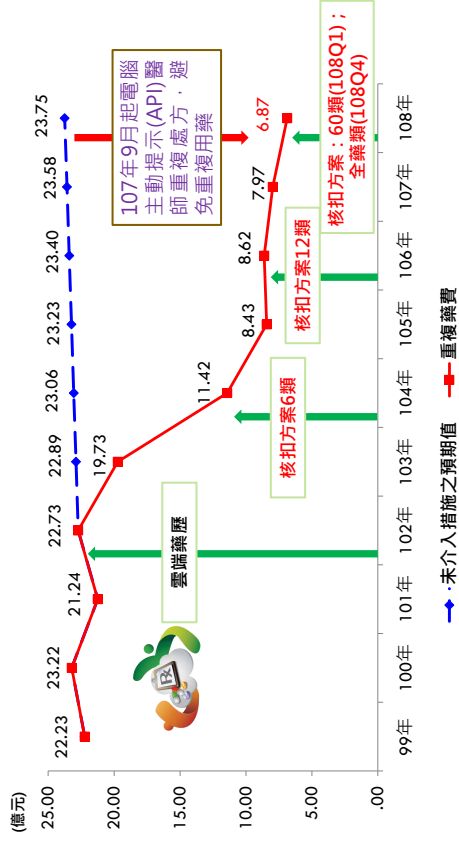 (億元)
25.00
20.00
15.00
10.00
5.00
.00
22.23
23.22
21.24
22.73
22.89
23.06
23.23
23.40
23.58
23.75
19.73
11.42
8.43
8.62
7.97
6.87
107年9月起電腦
主動提示(API)醫
師重複處方，避
免重複用藥
雲端藥歷
核扣方案6類
核扣方案12類
核扣方案：60類(108Q1)；
全藥類(108Q4)
99年
100年
101年
102年
103年
104年
105年
106年
107年
108年
未介入措施之預期值
重複藥費